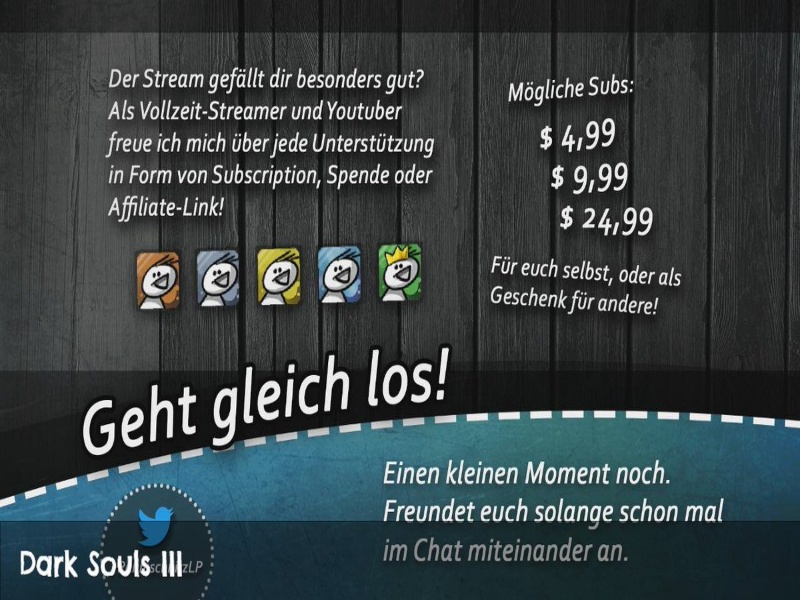 Der Stream gefällt dir besonders gut?
Als Vollzeit-Streamer und Youtuber
freue ich mich über jede Unterstützung
in Form von Subscription, Spende oder
Affiliate-Link!
Mögliche Subs:
$ 4,99
$ 9,99
$ 24,99
Für euch selbst, oder als
Geschenk für andere!
Geht gleich los!
Einen kleinen Moment noch.
Freundet euch solange schon mal
im Chat miteinander an.
Dark Souls III